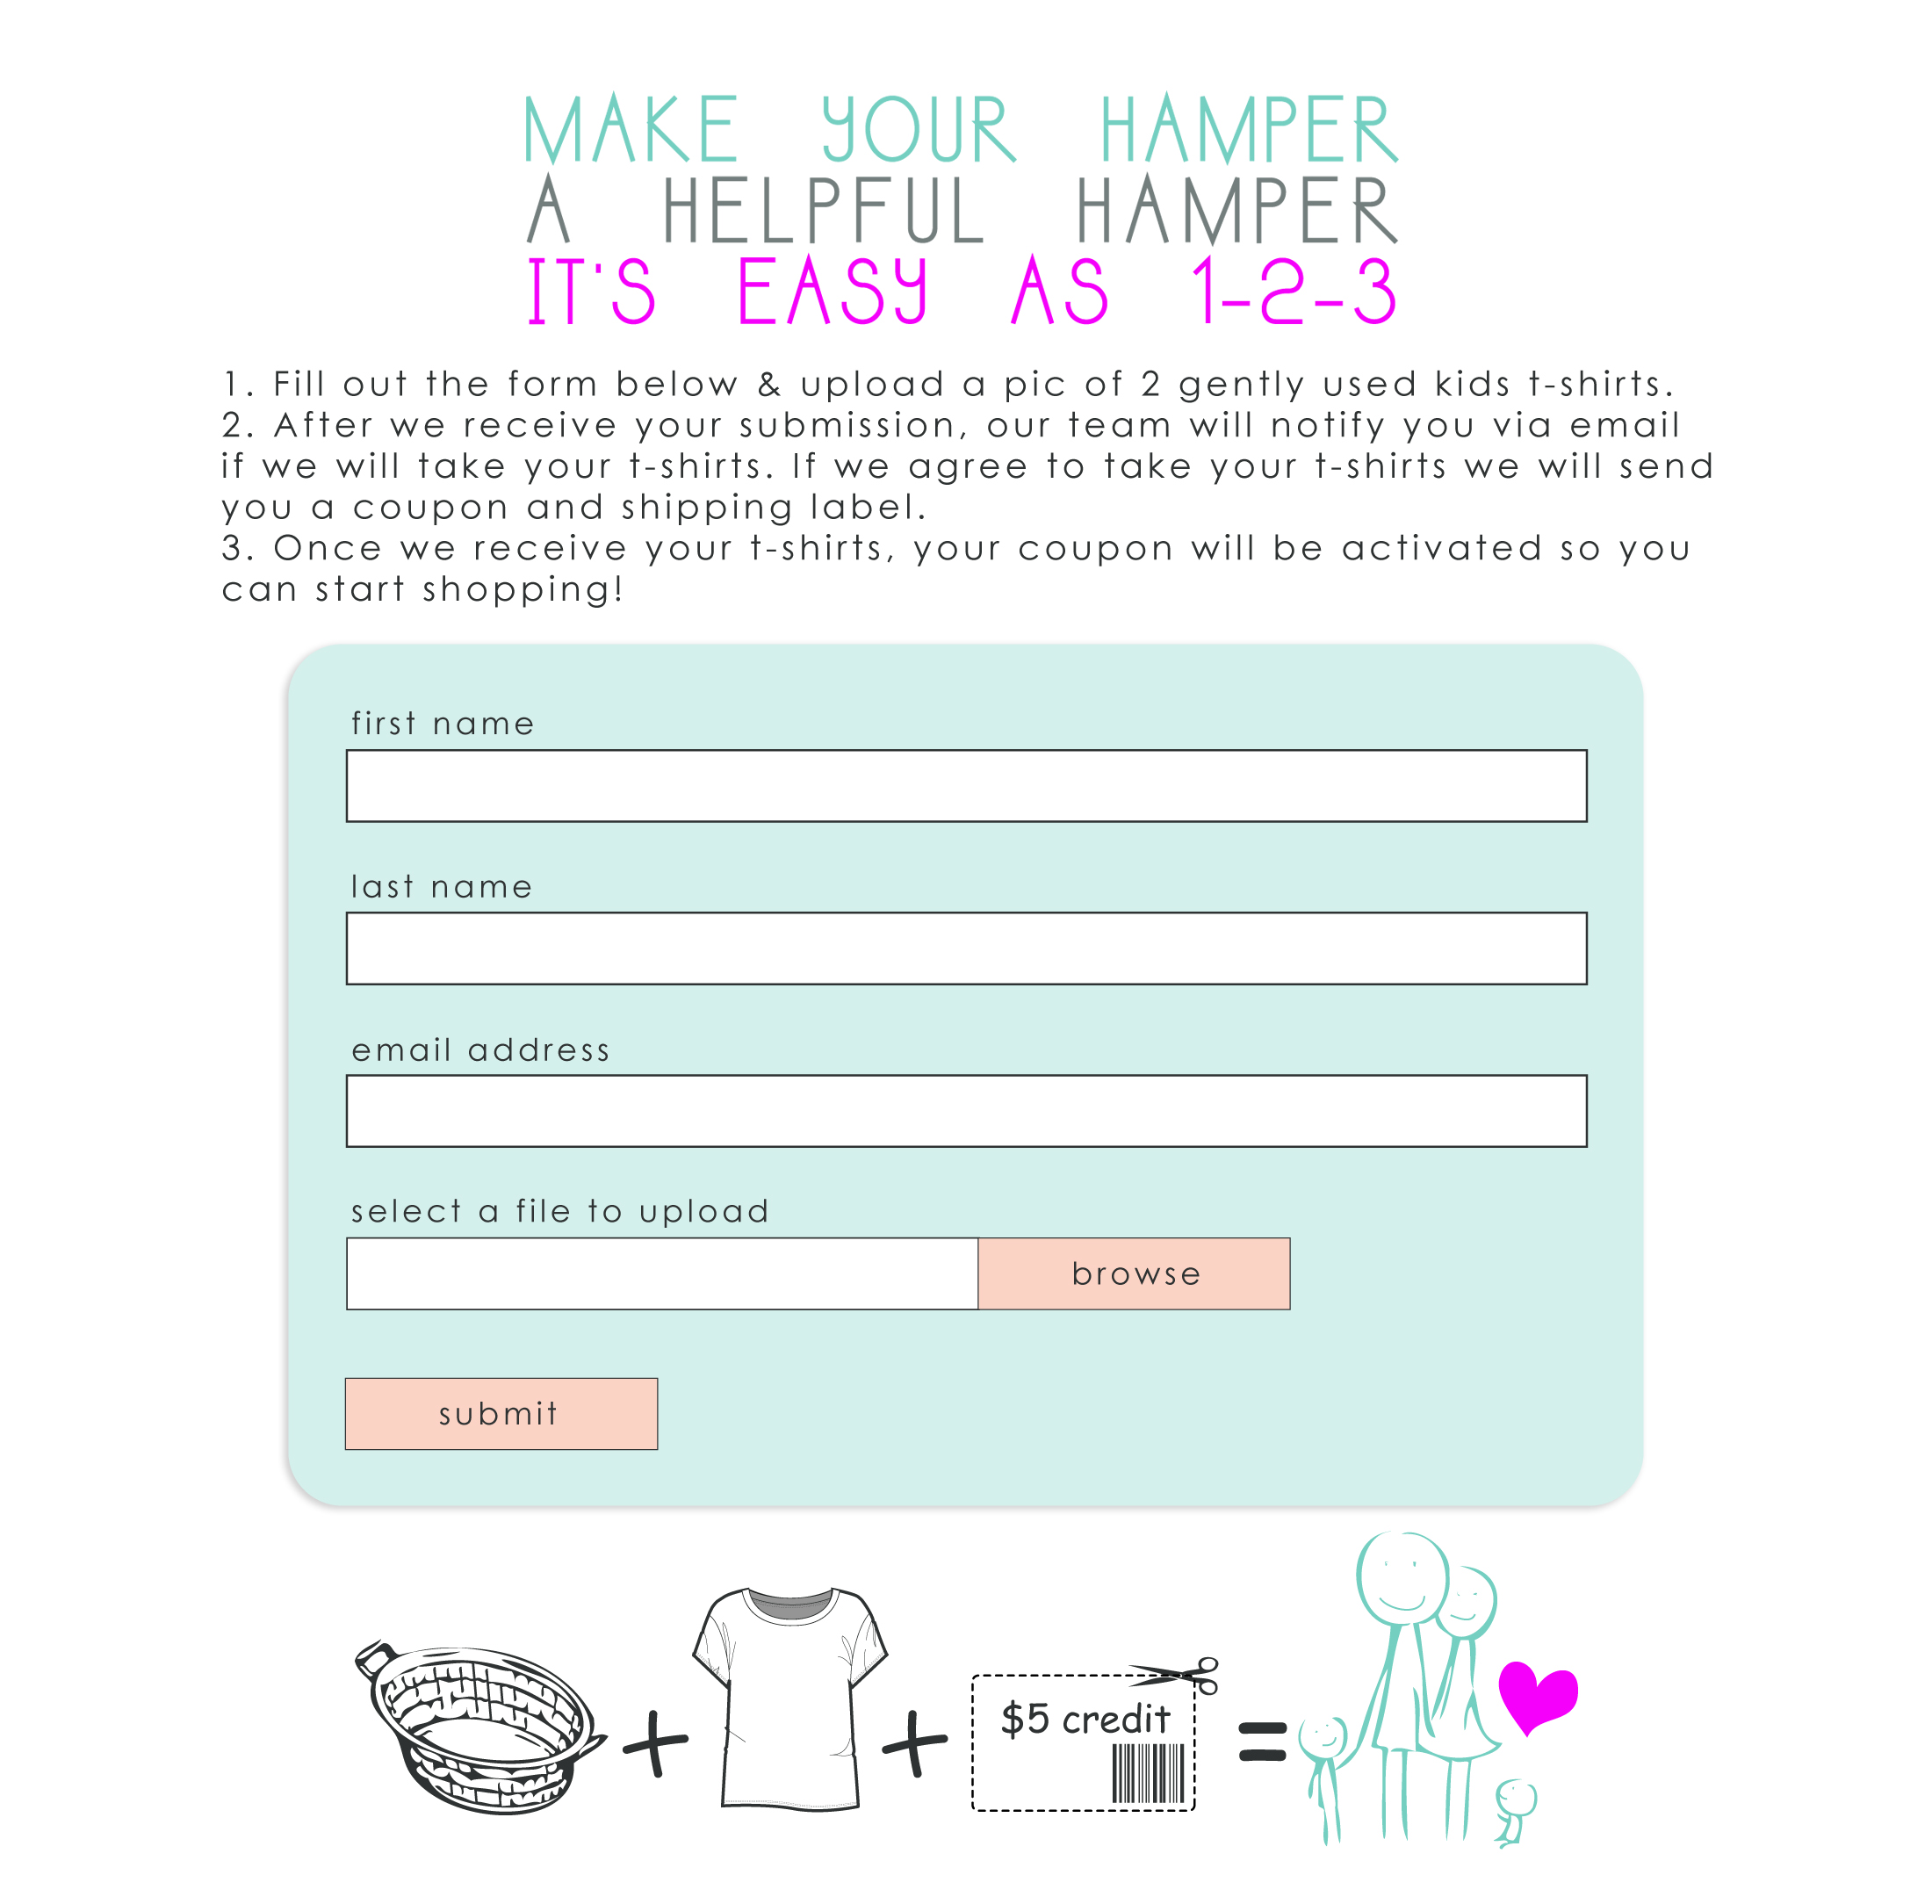 MAKE YOUR HAMPER
A HELPFUL HAMPER
IT'S EASY AS 1-2-3
1. Fill out the form below & upload a pic of 2 gently used kids t-shirts.
2. After we receive your submission, our team will notify you via email
if we will take your t-shirts. If we agree to take your t-shirts we will send
you a coupon and shipping label.
3. Once we receive your t-shirts, your coupon will be activated so you
can start shopping!
first name
last name
email address
select a file to upload
browse
submit
$5 credit